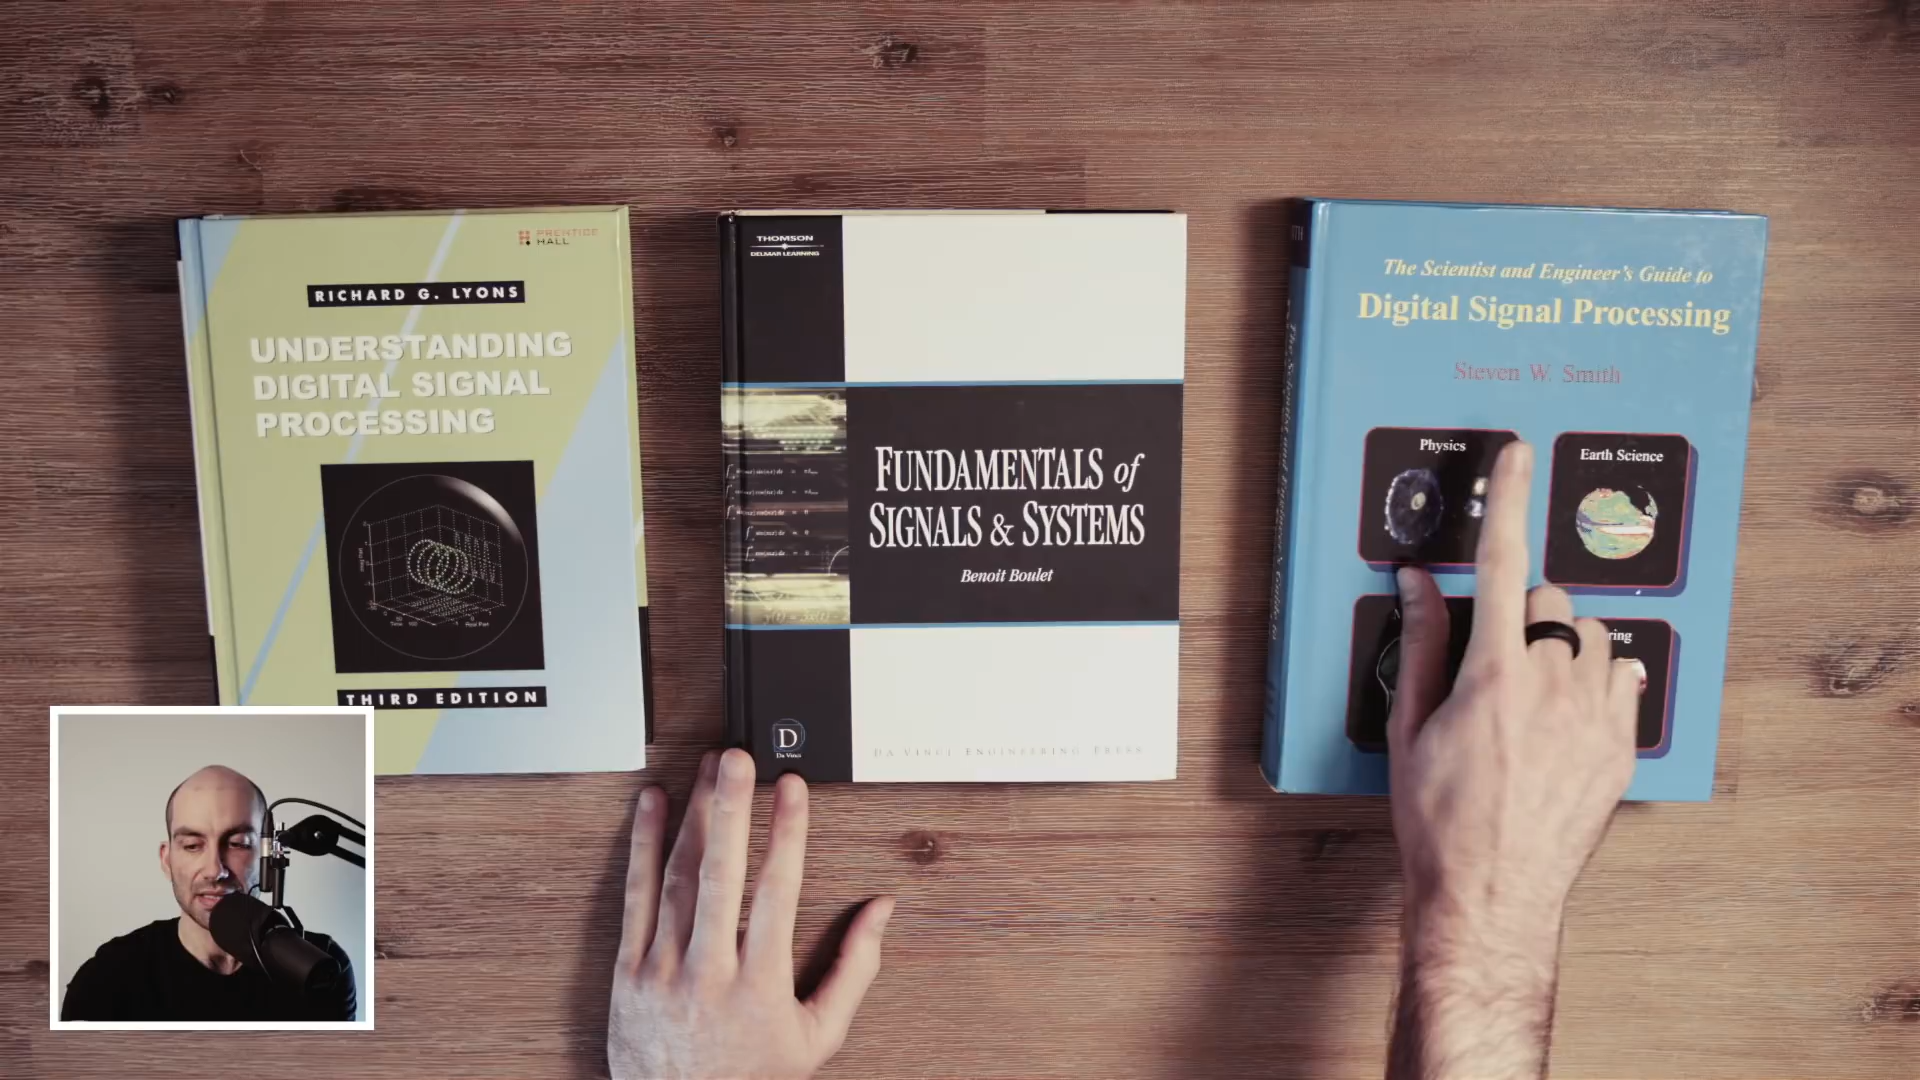 PRENTICE
HALL
RICHARD G. LYONS
UNDERSTANDING
DIGITAL SIGNAL
PROCESSING
THIRD EDITION
THOMSON
DELMAR LEARNING
FUNDAMENTALS of
SIGNALS & SYSTEMS
Benoit Boulet
D
Da Vinci
DA VINCI ENGINEERING PRESS
The Scientist and Engineer's Guide to
Digital Signal Processing
Steven W. Smith
Physics
Earth Science